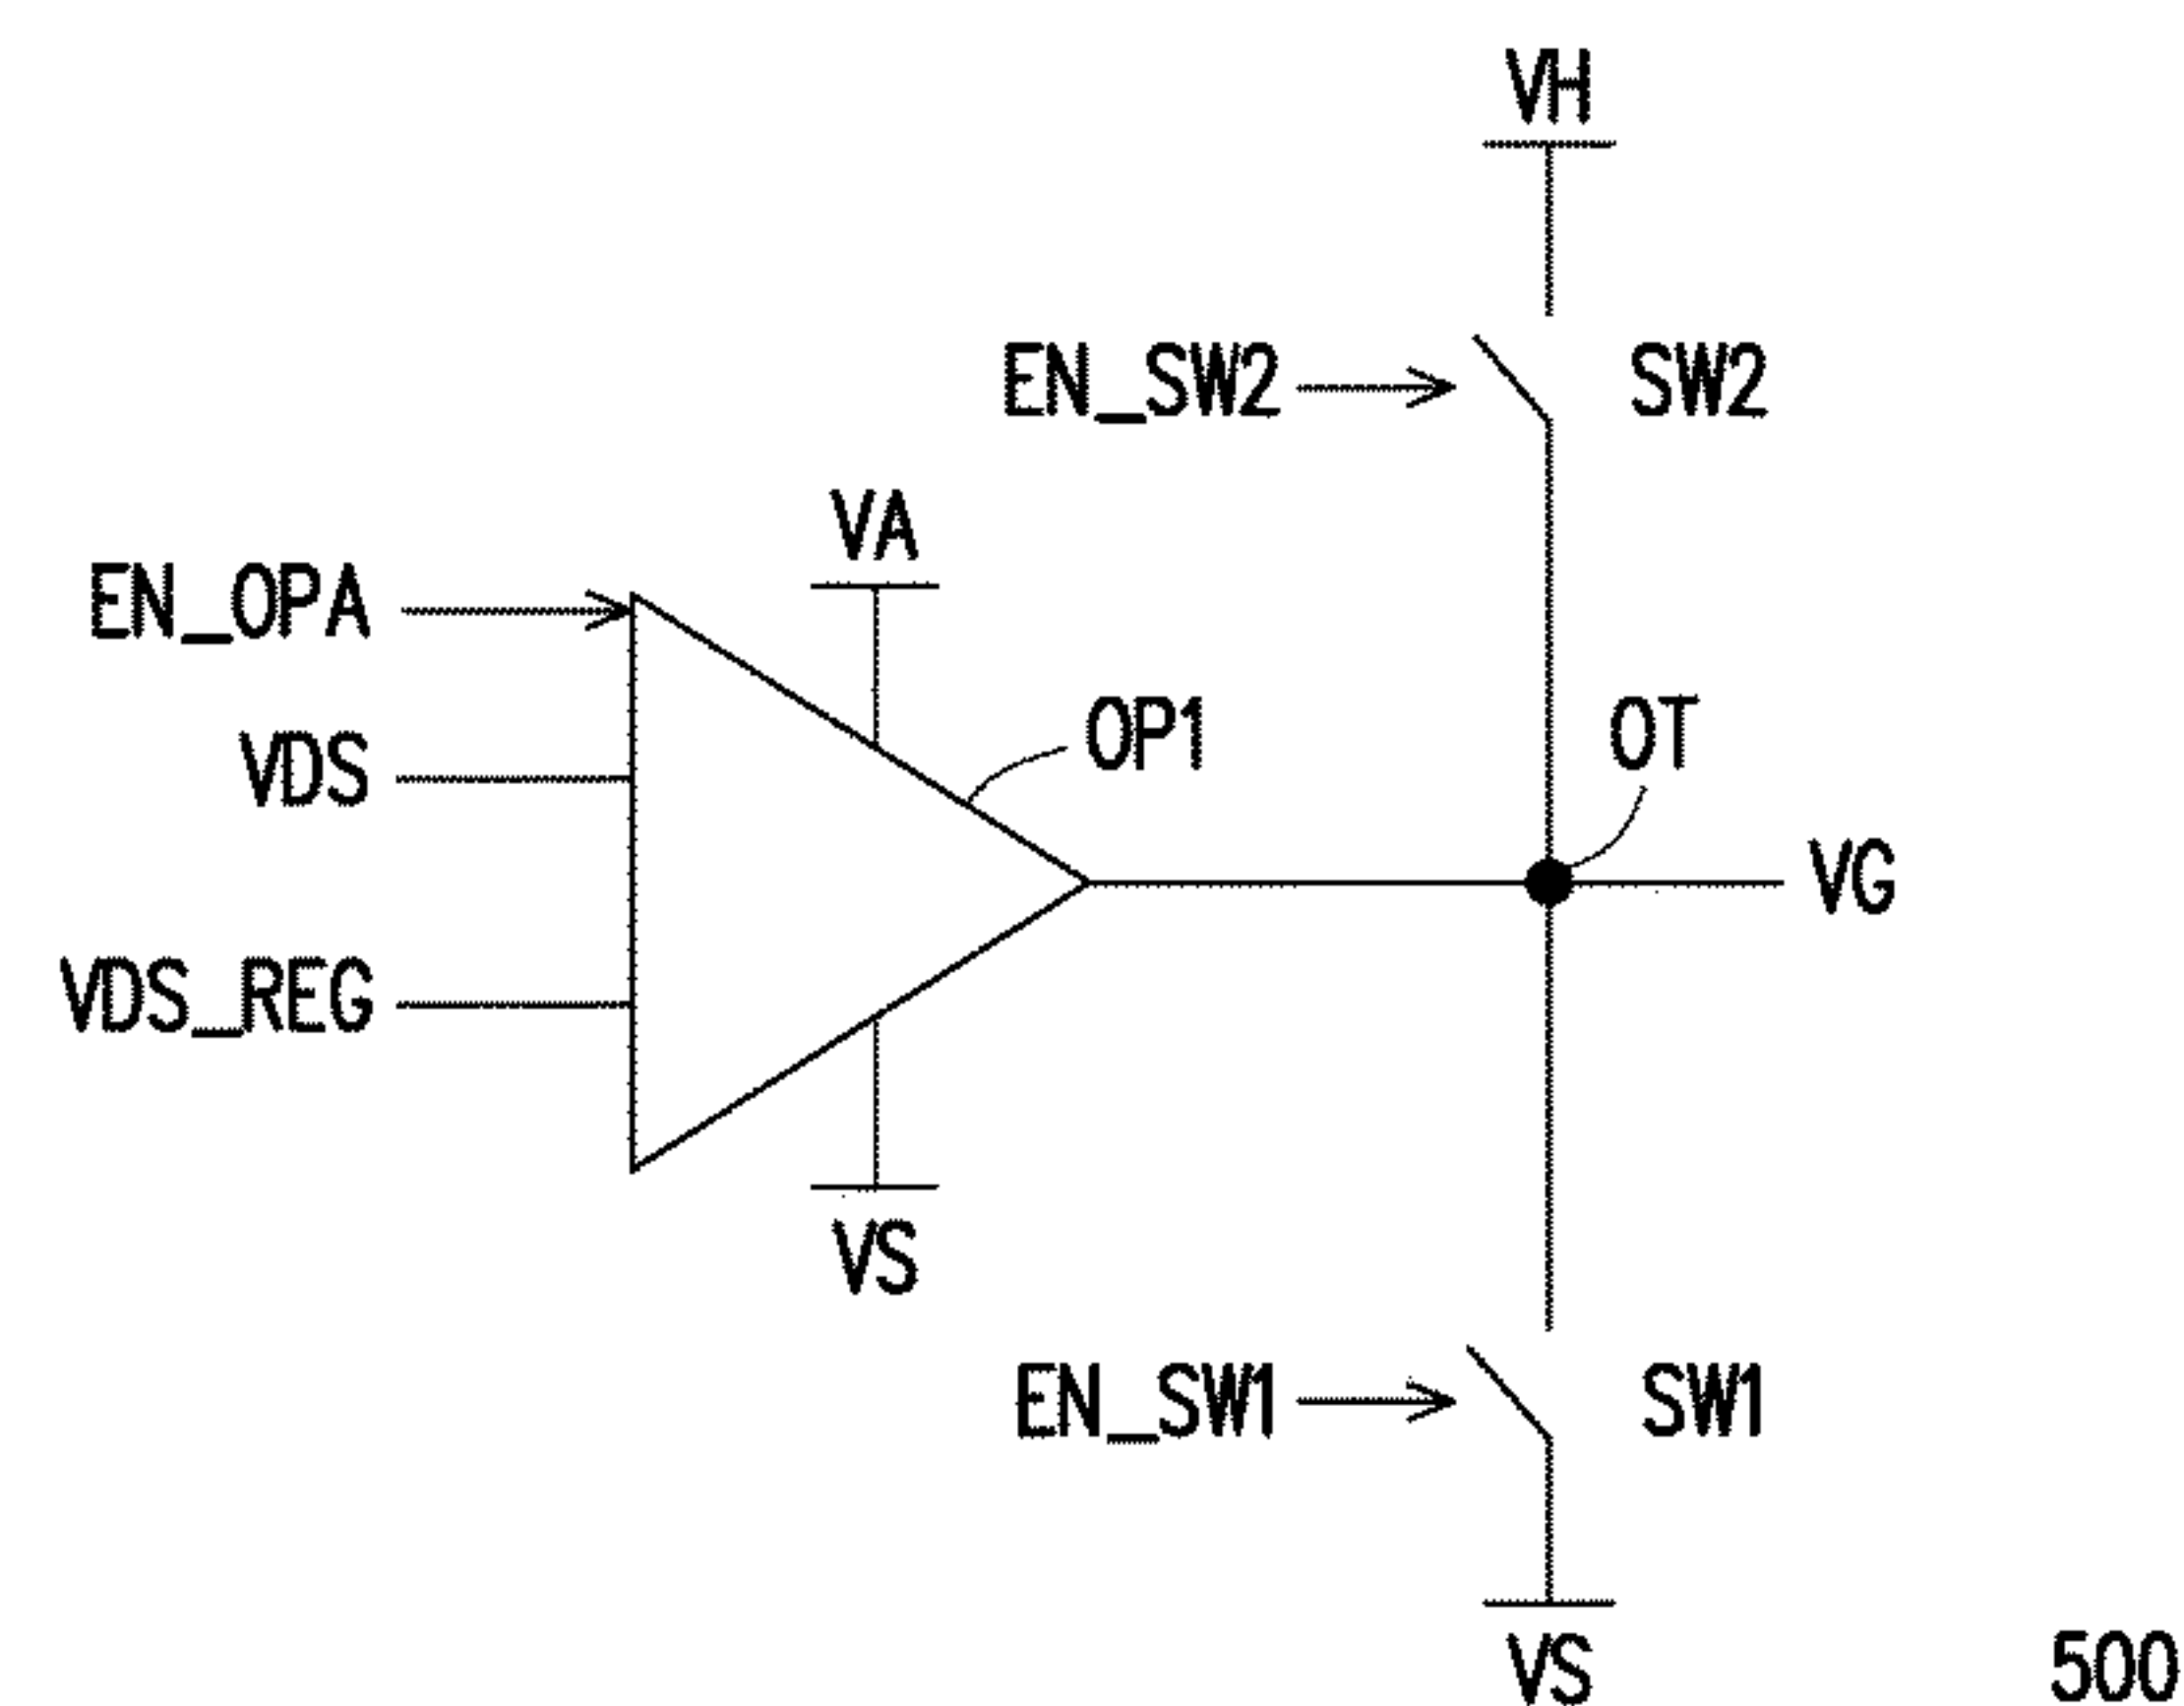 VH
EN_SW2
SW2
VA
EN_OPA
OP1
OT
VDS
VG
VDS_REG
VS
EN_SW1
SW1
VS
500